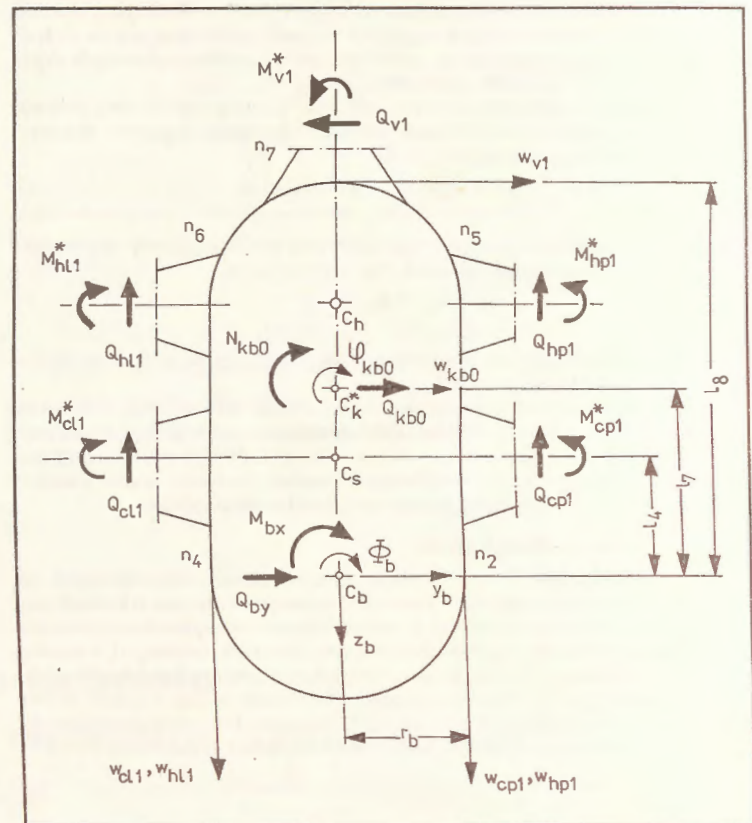 M*v1
Qv1
n7
wv1
n6
n5
M*hl1
M*hp1
Ch
Qhl1
Qhp1
Nkb0
φkb0
wkb0
C*k
Qkb0
l8
M*cl1
M*cp1
l7
Cs
Qcl1
Qcp1
l4
Mbx
n4
Φb
n2
Cb
Qby
yb
zb
rb
wcl1, whl1
wcp1, whp1